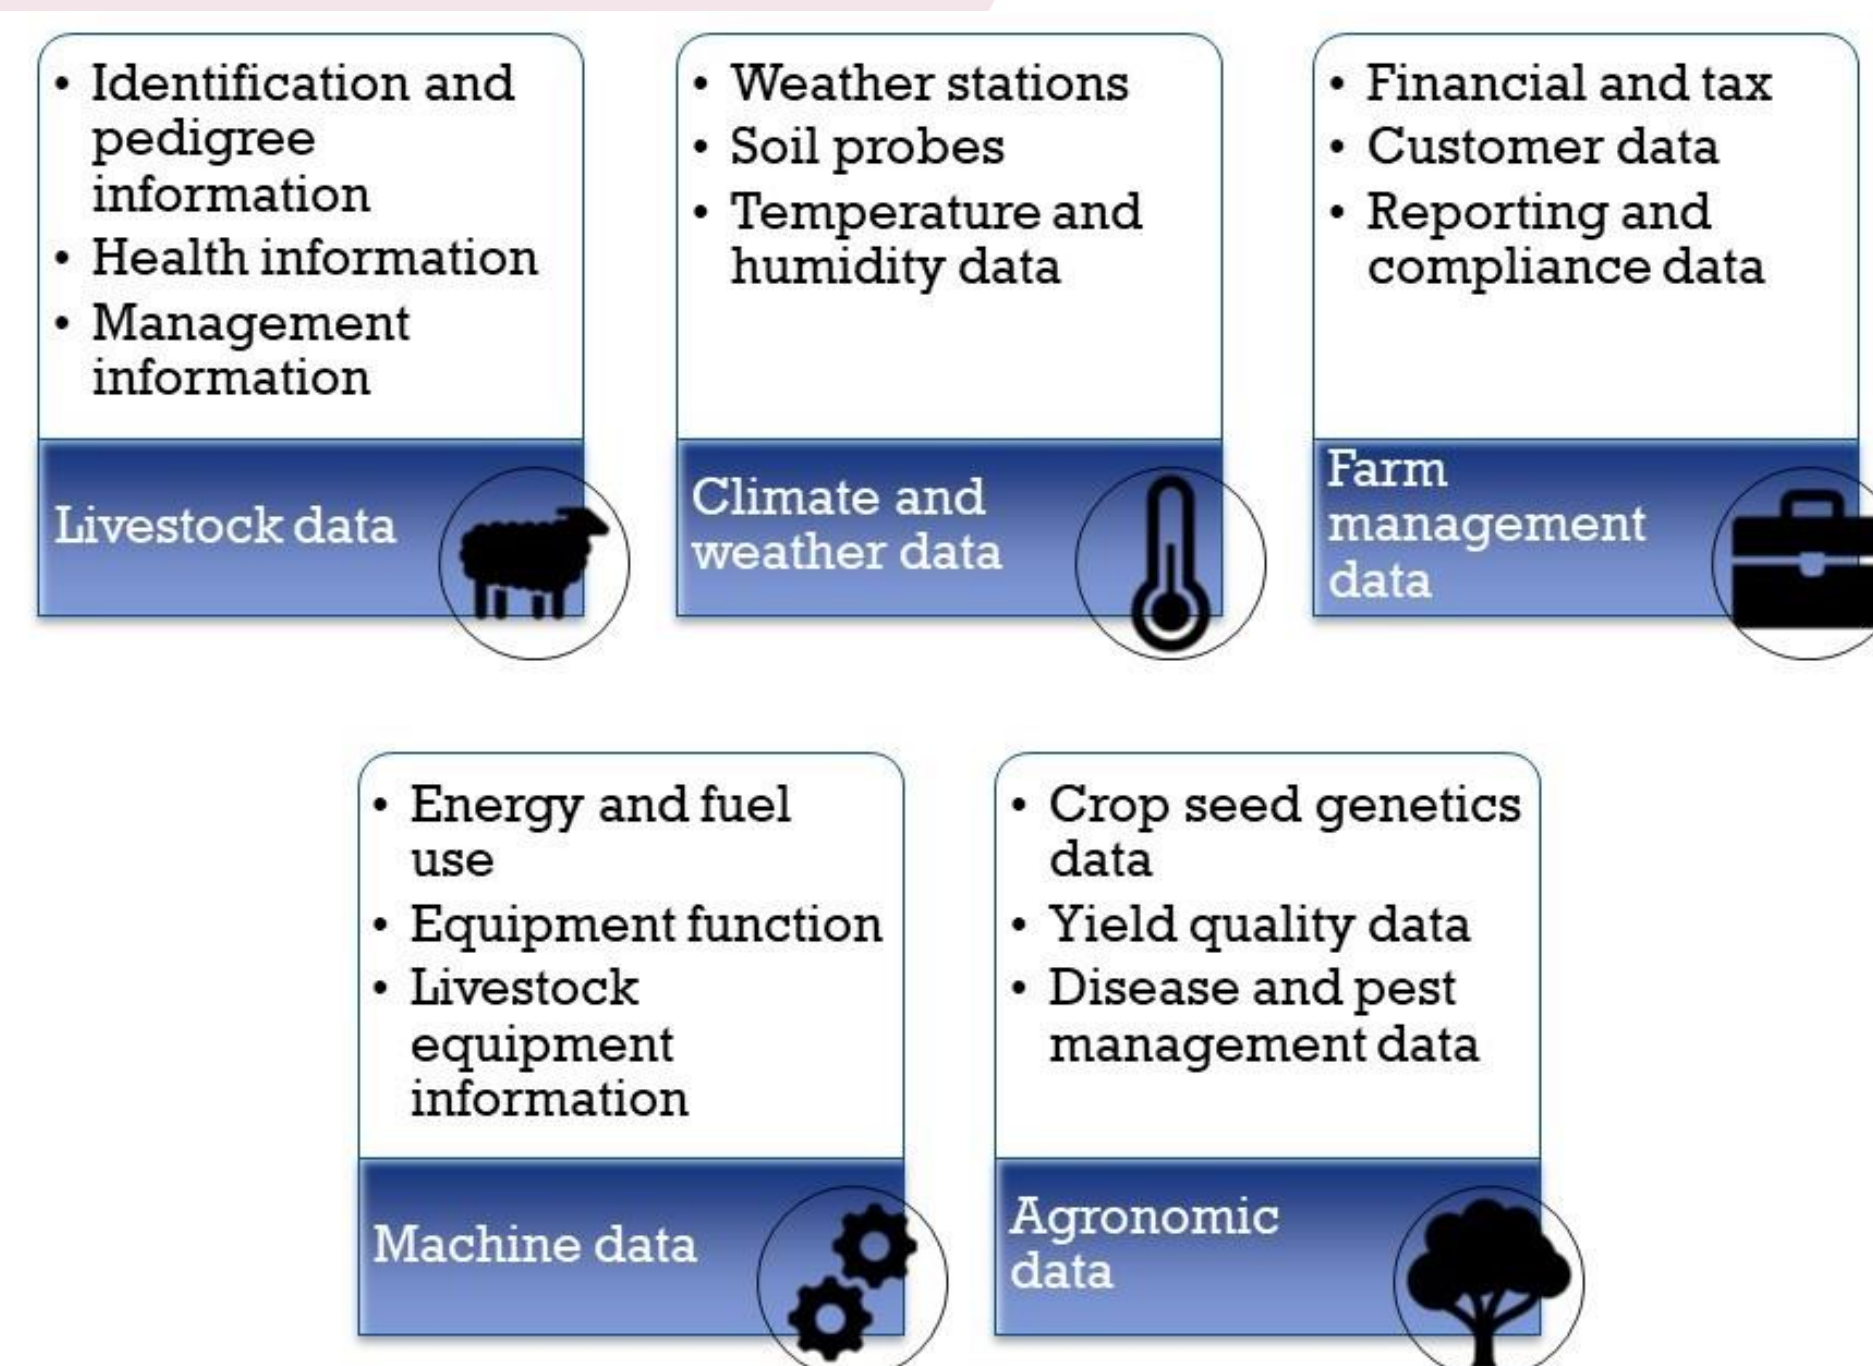 • Identification and
pedigree
information
• Health information
• Management
information
Livestock data
• Weather stations
• Soil probes
• Temperature and
humidity data
Climate and
weather data
• Financial and tax
• Customer data
• Reporting and
compliance data
Farm
management
data
• Energy and fuel
use
• Equipment function
• Livestock
equipment
information
Machine data
• Crop seed genetics
data
• Yield quality data
• Disease and pest
management data
Agronomic
data